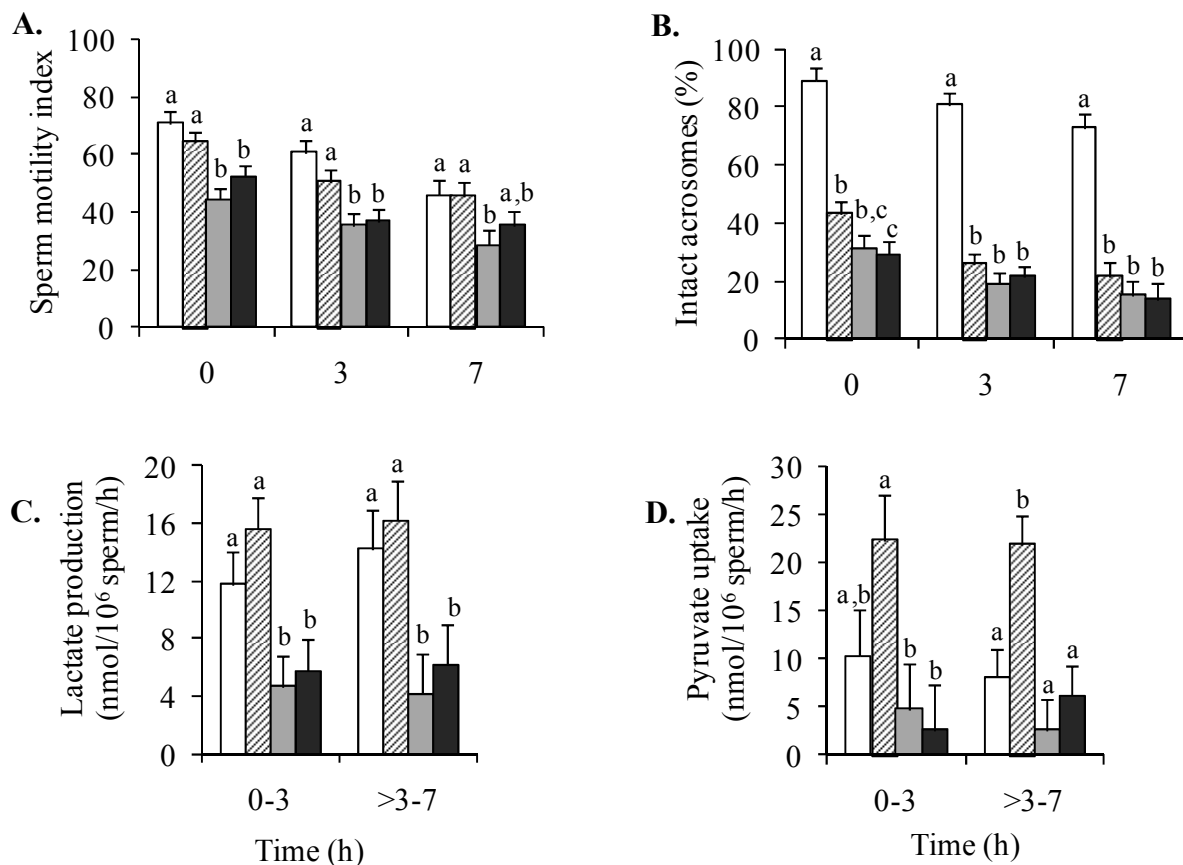 A.
Sperm motility index
100
80
60
40
20
0
a a b b
a a b b
a a b a,b
0 3 7
B.
Intact acrosomes (%)
100
80
60
40
20
0
a b b,c c
a b b b
a b b b
0 3 7
C.
Lactate production
(nmol/10⁶ sperm/h)
20
16
12
8
4
0
a a b b
a a b b
0-3 >3-7
Time (h)
D.
Pyruvate uptake
(nmol/10⁶ sperm/h)
30
25
20
15
10
5
0
a,b a b b
a b a a
0-3 >3-7
Time (h)